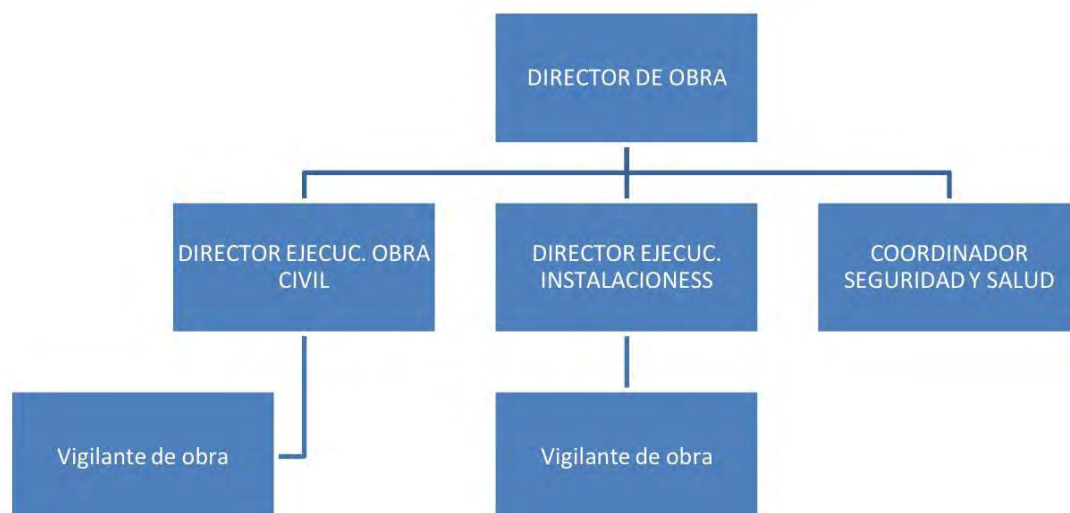 DIRECTOR DE OBRA
DIRECTOR EJECUC. OBRA
CIVIL
DIRECTOR EJECUC.
INSTALACIONESS
COORDINADOR
SEGURIDAD Y SALUD
Vigilante de obra
Vigilante de obra